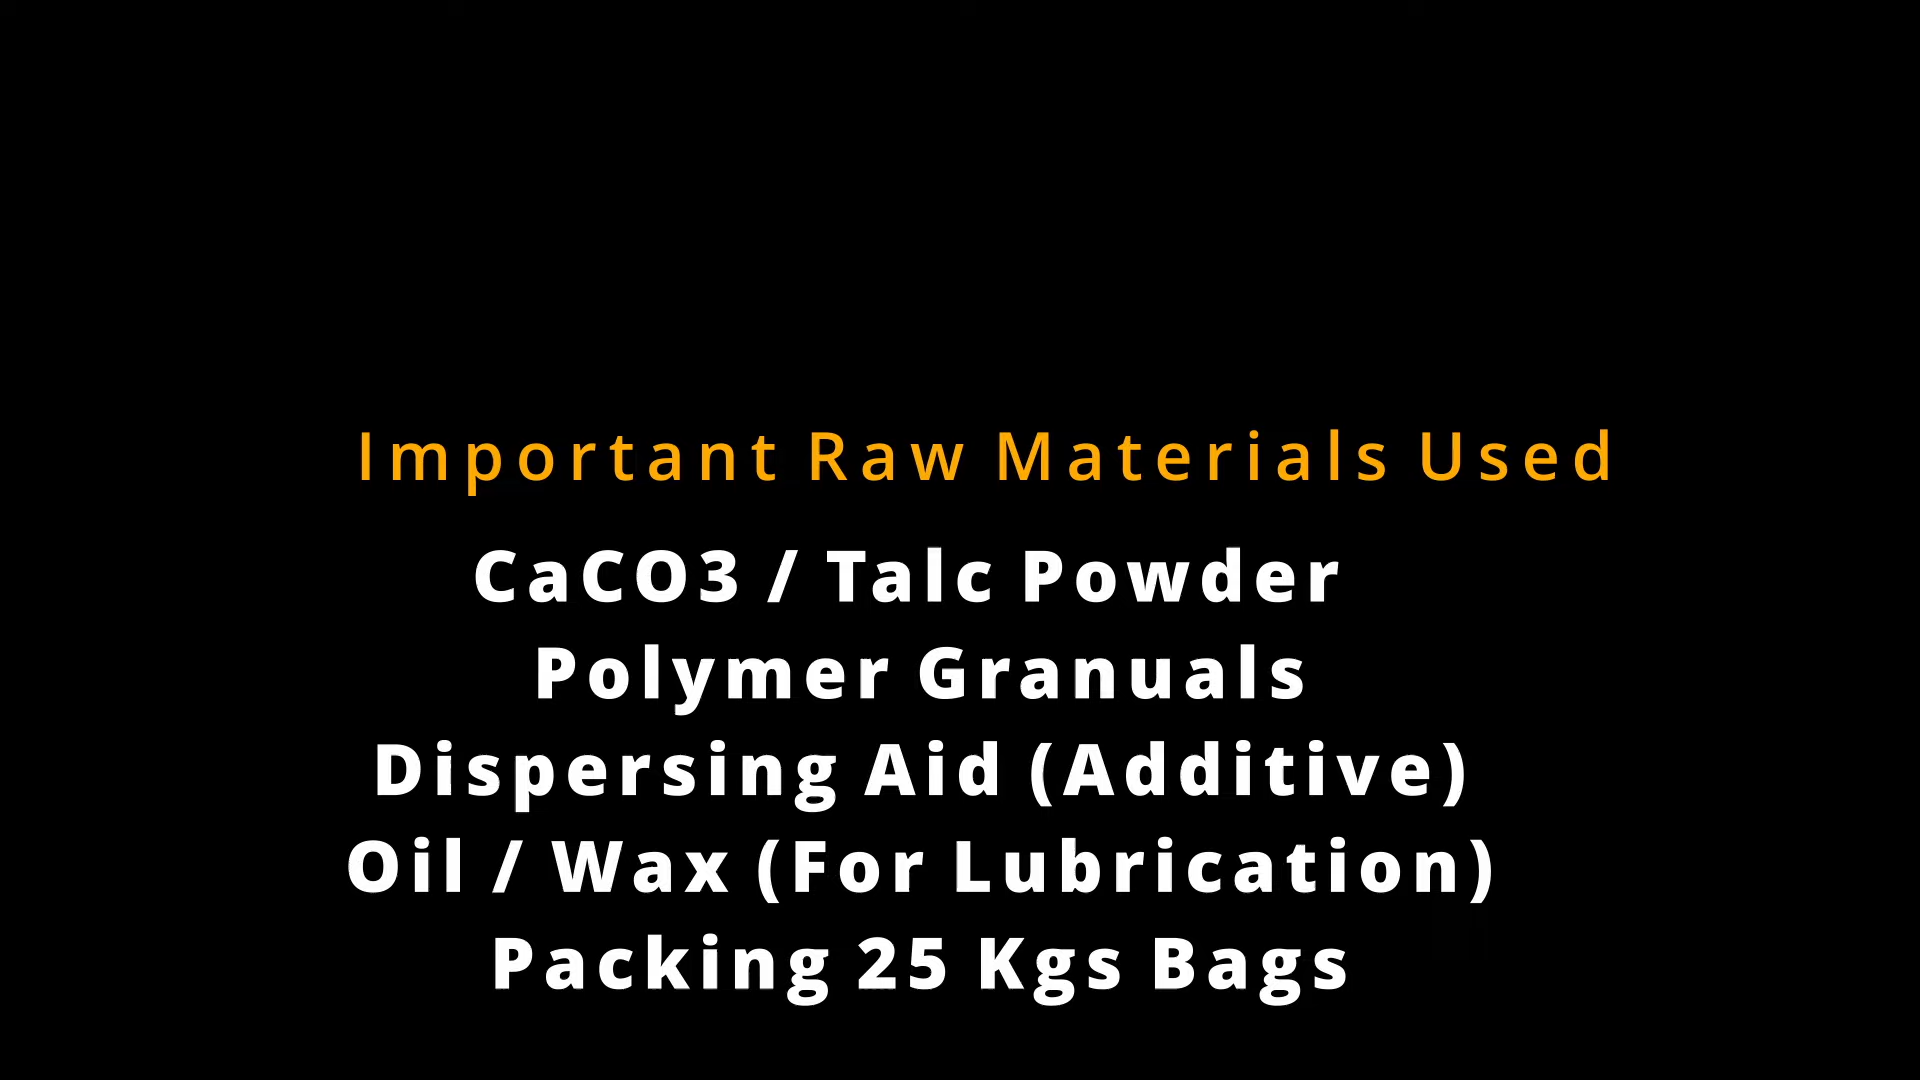 Important Raw Materials Used
CaCO3 / Talc Powder
Polymer Granuals
Dispersing Aid (Additive)
Oil / Wax (For Lubrication)
Packing 25 Kgs Bags